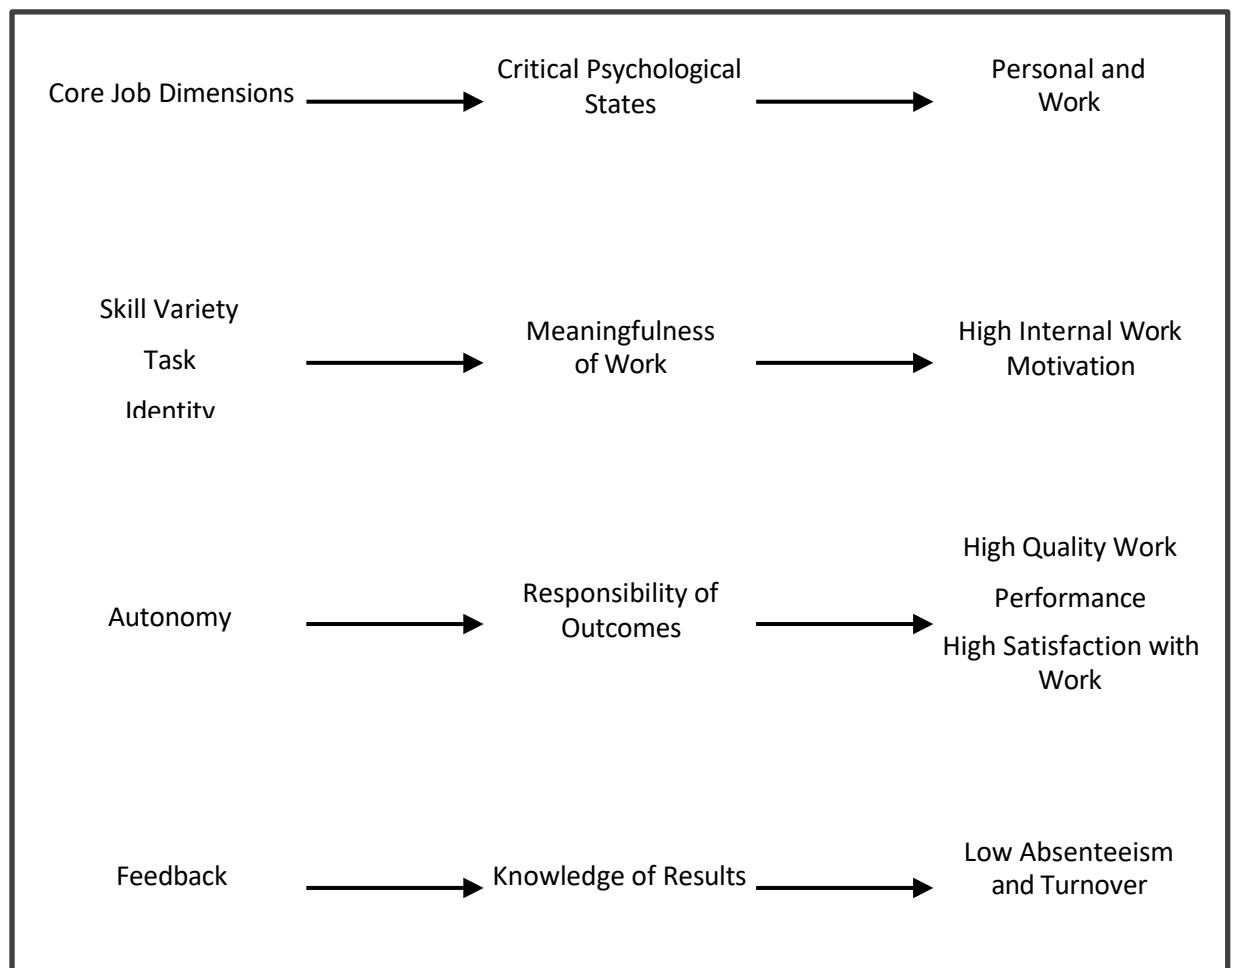 Core Job Dimensions
Critical Psychological
States
Personal and
Work
Skill Variety
Task
Identity
Meaningfulness
of Work
High Internal Work
Motivation
Autonomy
Responsibility of
Outcomes
High Quality Work
Performance
High Satisfaction with
Work
Feedback
Knowledge of Results
Low Absenteeism
and Turnover